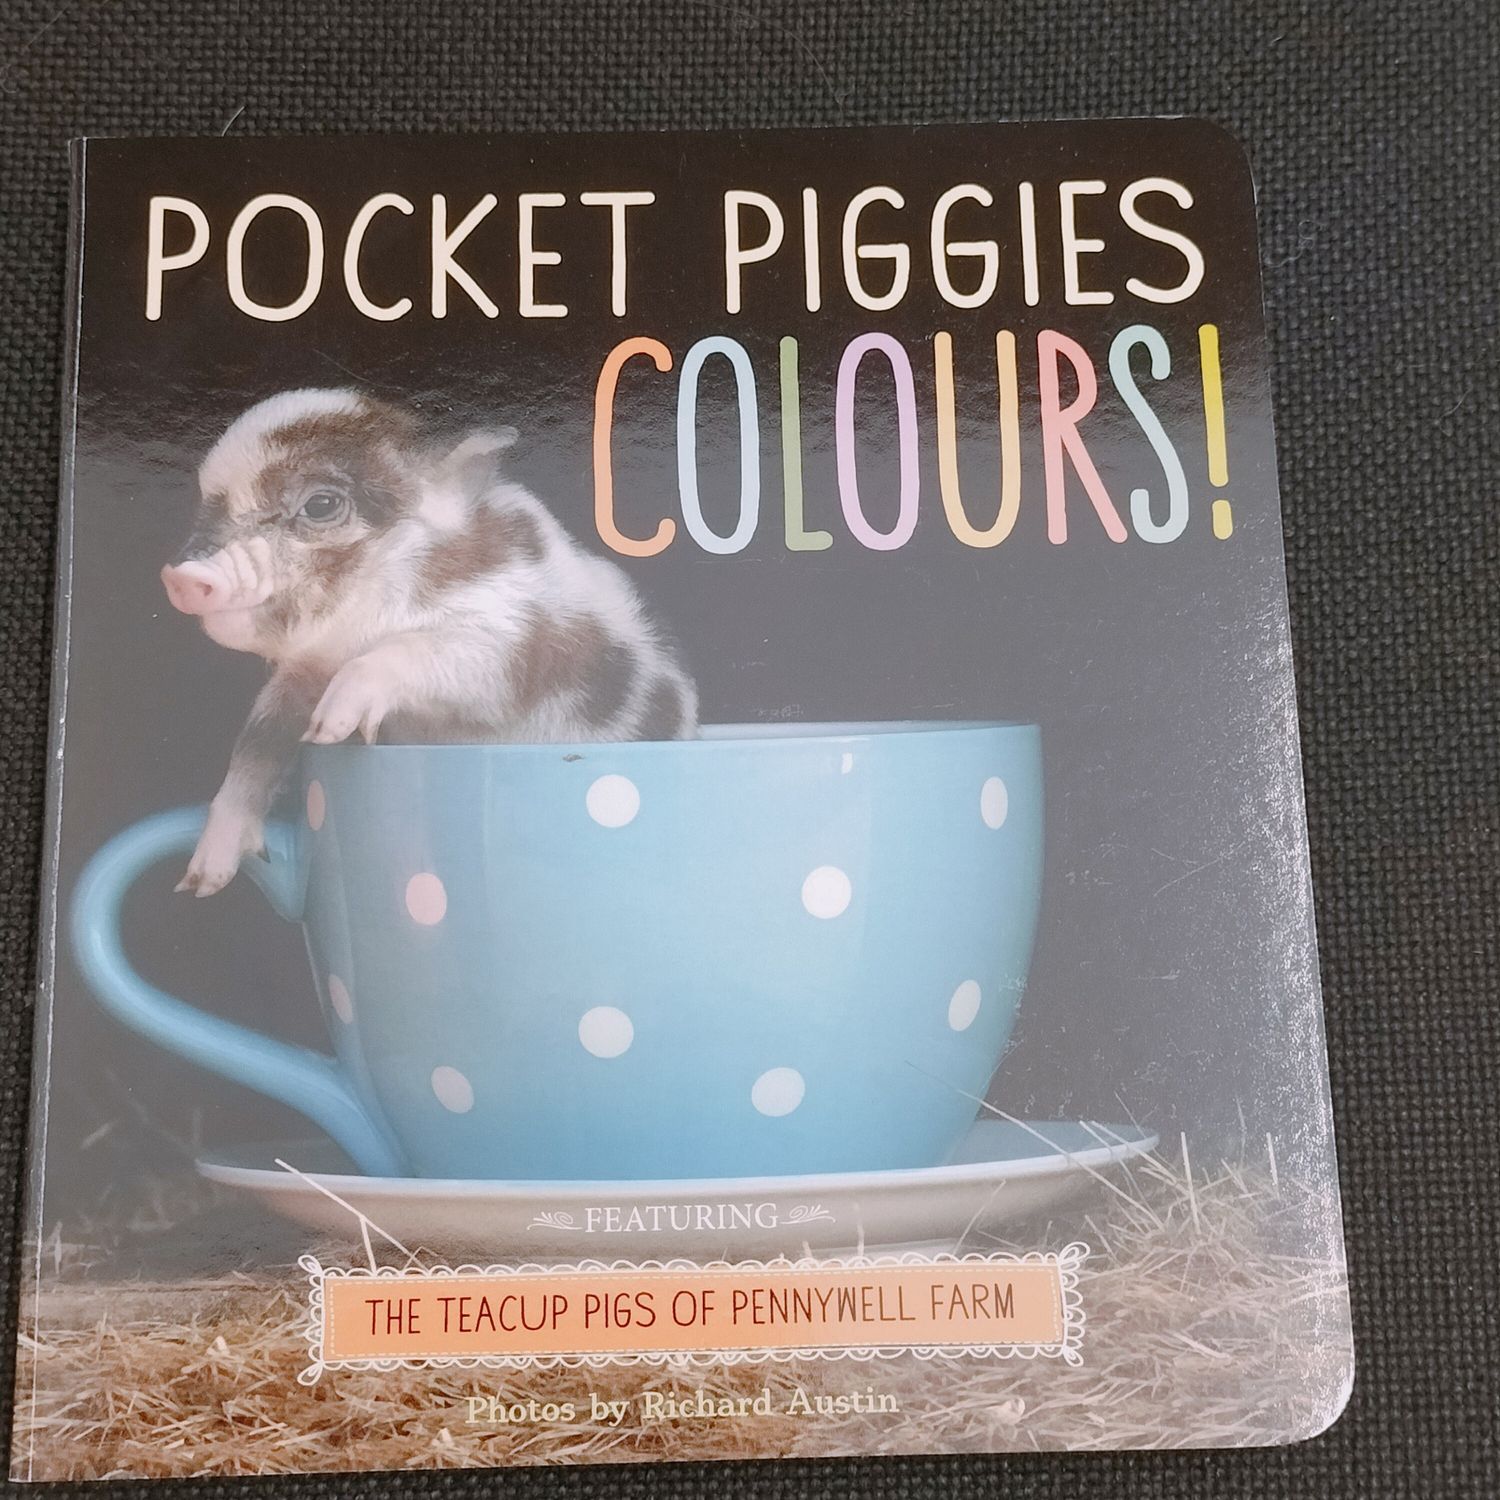 POCKET PIGGIES
COLOURS!
FEATURING
THE TEACUP PIGS OF PENNYWELL FARM
Photos by Richard Austin